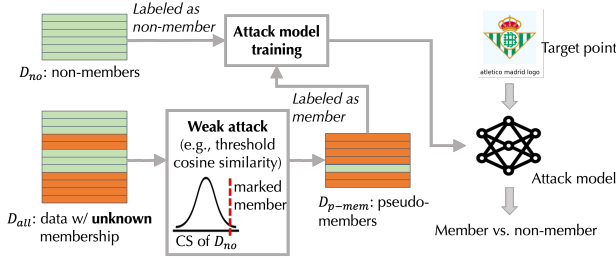 Labeled as
non-member
Attack model
training
D_no: non-members
Labeled as
member
Target point
atletico madrid logo
Weak attack
(e.g., threshold
cosine similarity)
marked
member
CS of D_no
D_all: data w/ unknown
membership
D_p-mem: pseudo-
members
Attack model
Member vs. non-member